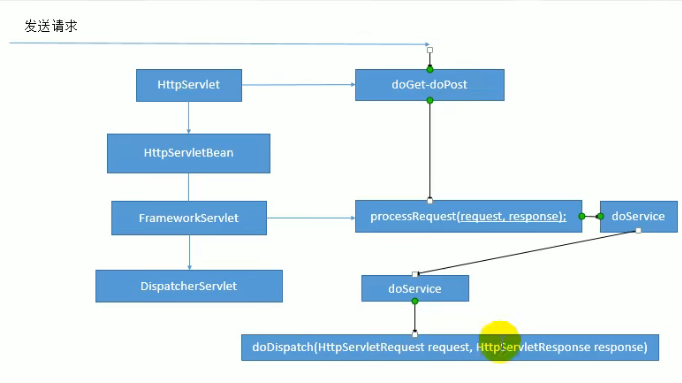 发送请求
HttpServlet
doGet-doPost
HttpServletBean
FrameworkServlet
processRequest(request, response);
doService
DispatcherServlet
doService
doDispatch(HttpServletRequest request, HttpServletResponse response)